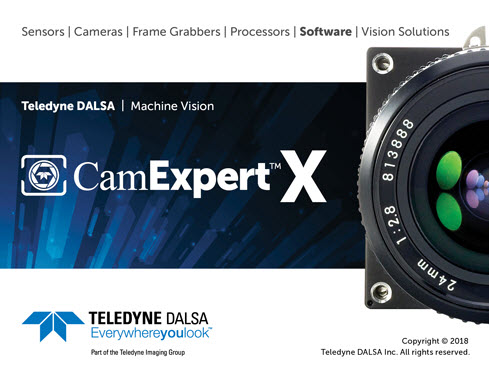 Sensors | Cameras | Frame Grabbers | Processors | Software | Vision Solutions
Teledyne DALSA | Machine Vision
CamExpert™ X
813888
1:2.8
24mm
TELEDYNE DALSA
Everywhereyoulook™
Part of the Teledyne Imaging Group
Copyright © 2018
Teledyne DALSA Inc. All rights reserved.